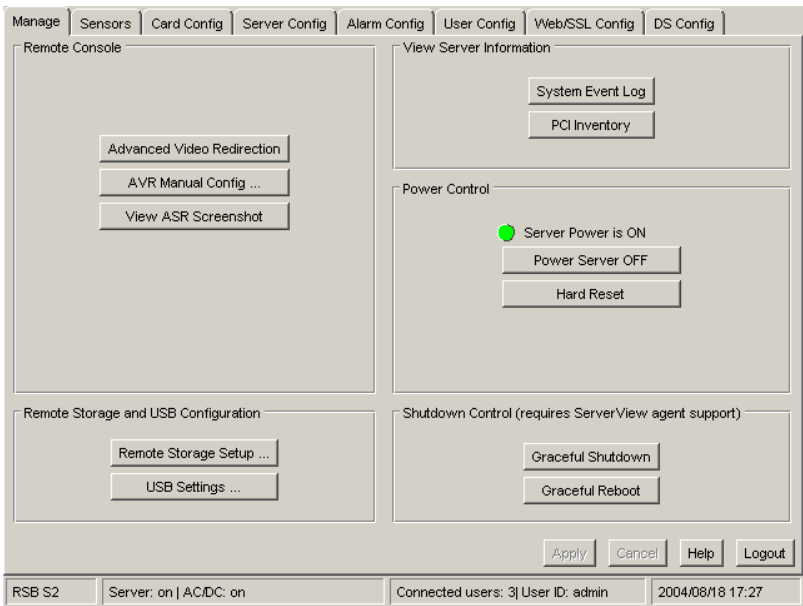 Manage Sensors Card Config Server Config Alarm Config User Config Web/SSL Config DS Config
Remote Console
Advanced Video Redirection
AVR Manual Config ...
View ASR Screenshot
View Server Information
System Event Log
PCI Inventory
Power Control
Server Power is ON
Power Server OFF
Hard Reset
Remote Storage and USB Configuration
Remote Storage Setup ...
USB Settings ...
Shutdown Control (requires ServerView agent support)
Graceful Shutdown
Graceful Reboot
Apply Cancel Help Logout
RSB S2 Server: on | AC/DC: on Connected users: 3| User ID: admin 2004/08/18 17:27